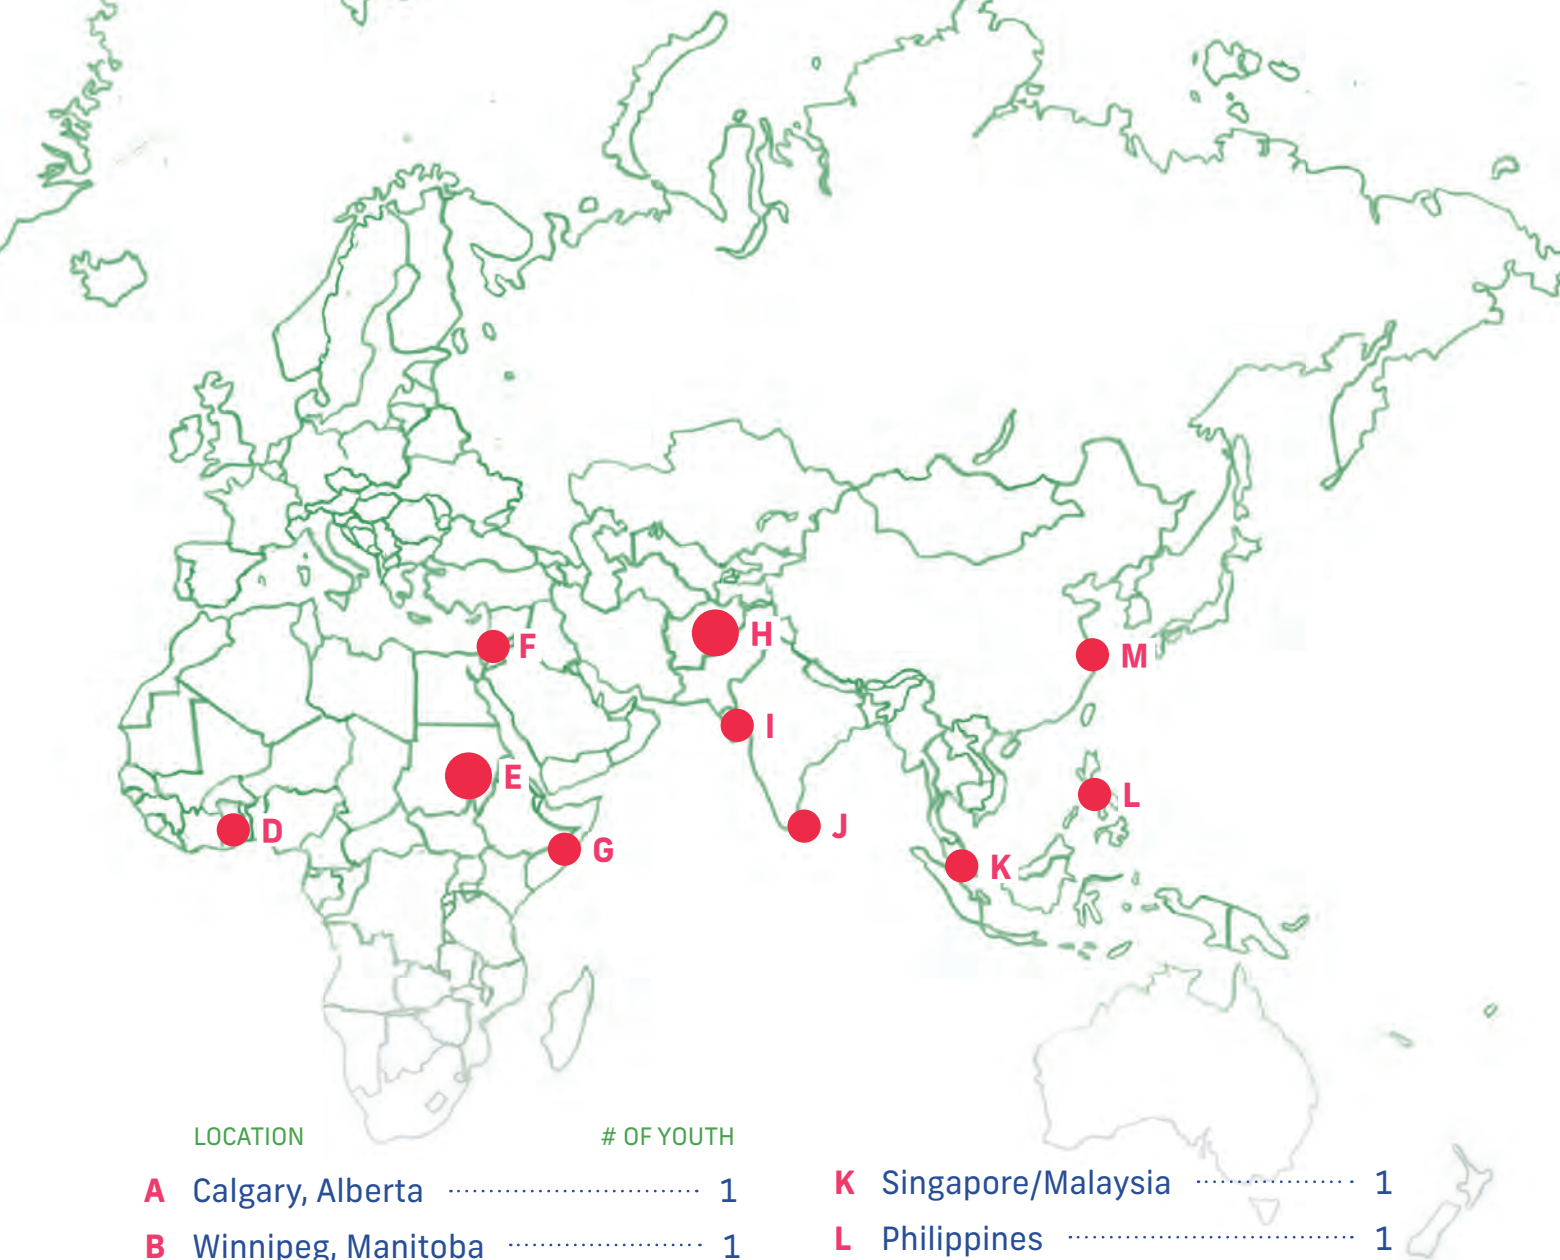 H
F
M
I
E
L
D
J
G
K
LOCATION # OF YOUTH
A Calgary, Alberta 1
B Winnipeg, Manitoba 1
K Singapore/Malaysia 1
L Philippines 1